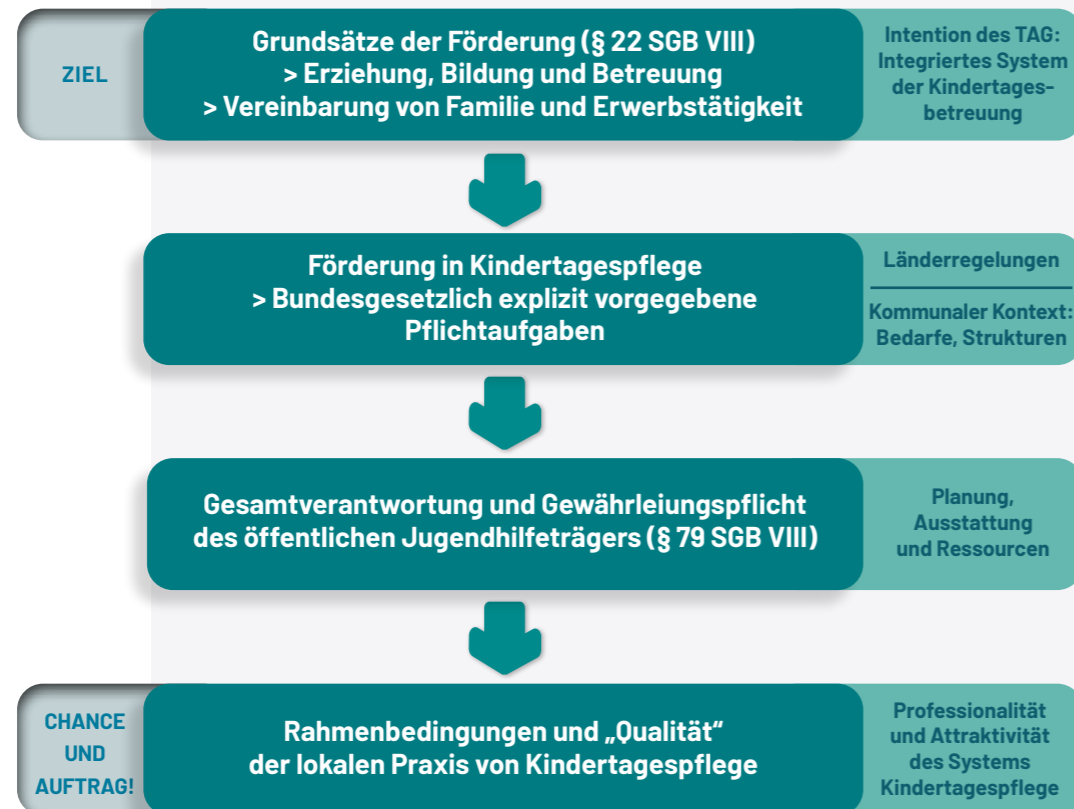 ZIEL
Grundsätze der Förderung (§ 22 SGB VIII)
> Erziehung, Bildung und Betreuung
> Vereinbarung von Familie und Erwerbstätigkeit
Intention des TAG:
Integriertes System
der Kindertages-
betreuung
Förderung in Kindertagespflege
> Bundesgesetzlich explizit vorgegebene
Pflichtaufgaben
Länderregelungen
Kommunaler Kontext:
Bedarfe, Strukturen
Gesamtverantwortung und Gewährleiungspflicht
des öffentlichen Jugendhilfeträgers (§ 79 SGB VIII)
Planung,
Ausstattung
und Ressourcen
CHANCE
UND
AUFTRAG!
Rahmenbedingungen und „Qualität“
der lokalen Praxis von Kindertagespflege
Professionalität
und Attraktivität
des Systems
Kindertagespflege